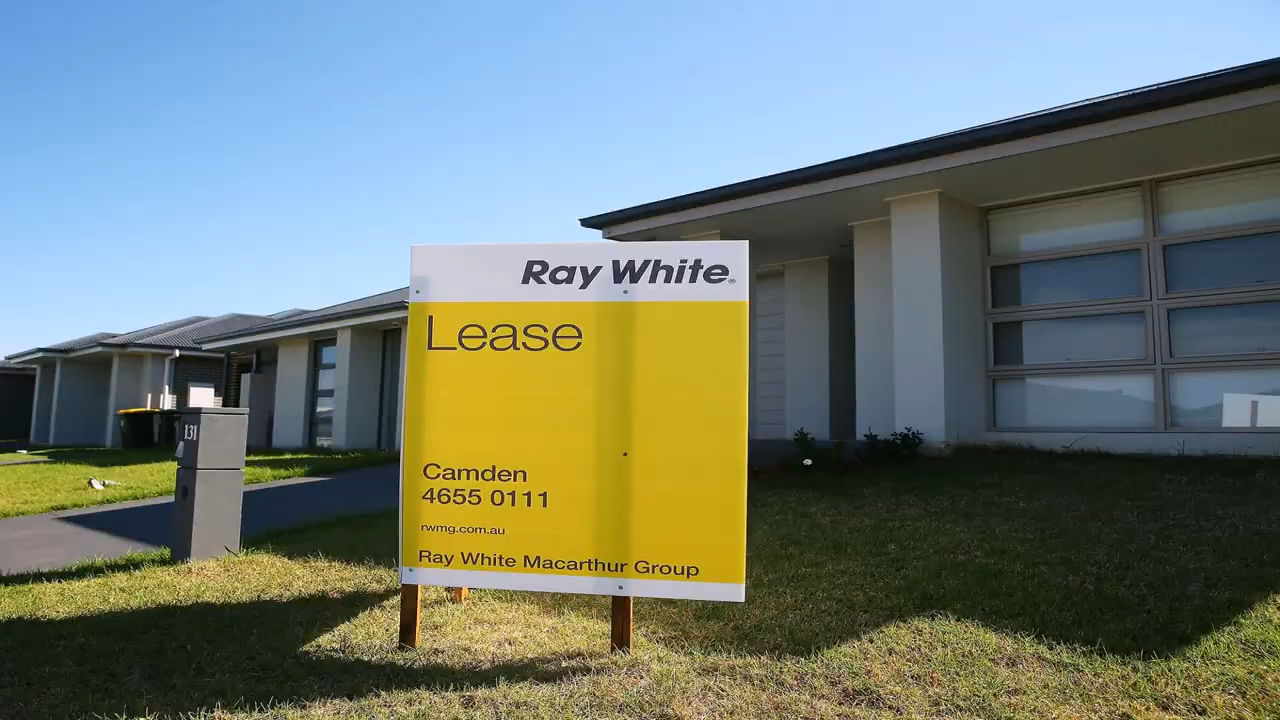 Ray White®
Lease
Camden
4655 0111
rwmg.com.au
Ray White Macarthur Group
131